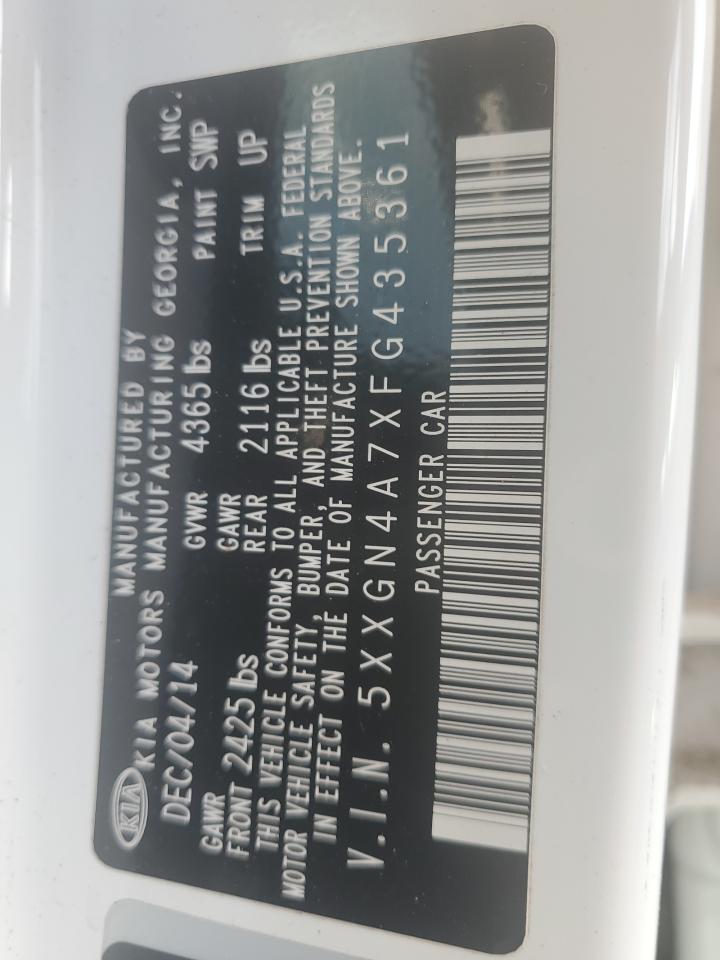 MANUFACTURED BY
KIA KIA MOTORS MANUFACTURING GEORGIA, INC.
DEC/04/14 GVWR 4365 lbs PAINT SWP
GAWR GAWR
FRONT 2425 lbs REAR 2116 lbs TRIM UP
THIS VEHICLE CONFORMS TO ALL APPLICABLE U.S.A. FEDERAL
MOTOR VEHICLE SAFETY, BUMPER, AND THEFT PREVENTION STANDARDS
IN EFFECT ON THE DATE OF MANUFACTURE SHOWN ABOVE.
V.I.N. 5XXGN4A7XFG435361
PASSENGER CAR